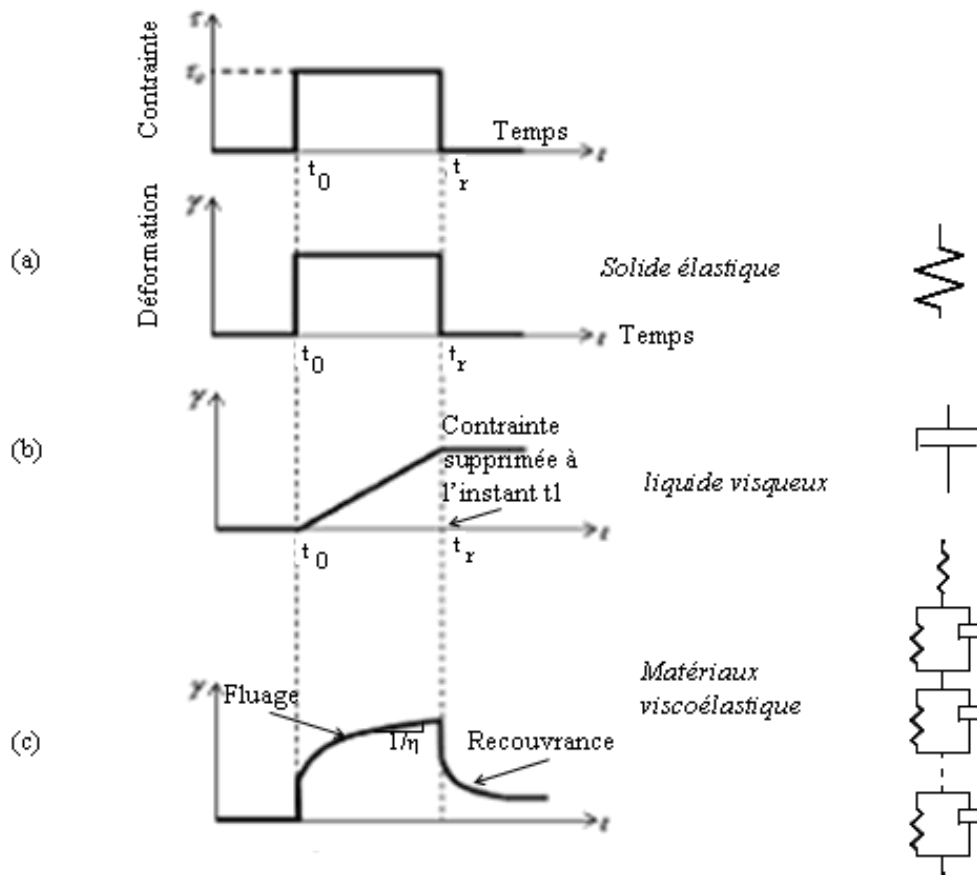 τ
Contrainte
τ₀
Temps
t
t₀
tᵣ
γ
Déformation
(a)
Solide élastique
t Temps
t₀
tᵣ
γ
(b)
Contrainte
supprimée à
l'instant t1
liquide visqueux
t
t₀
tᵣ
γ
Fluage
1/η
Recouvrance
Matériaux
viscoélastique
(c)
t